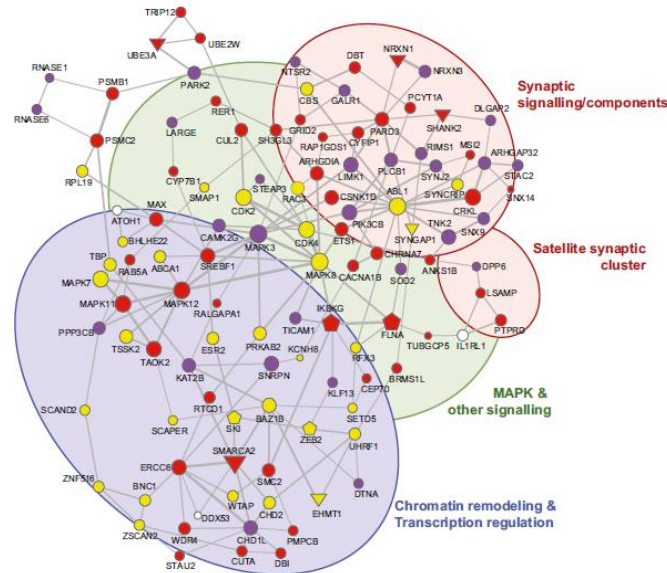 TRIP12
UBE2W
UBE3A
NRXN1
DBT
NTSR2
NRXN3
RNASE1
PSMB1
PARK2
CBS
GALR1
PCYT1A
Synaptic
signalling/components
RNASE6
RER1
DLGAP2
LARGE
GRID2
PARD3
SHANK2
PSMC2
CUL2
SH3GL3
RAP1GDS1
CYFIP1
RIMS1
MSI2
ARHGAP32
ARHGDIA
PLCB1
RPL19
CYP7B1
STEAP3
LIMK1
SYNJ2
STAC2
SMAP1
RAC3
CSNK1D
ABL1
SYNCRIP
CRKL
SNX14
MAX
CDK2
PIK3CB
TNK2
ATOH1
CAMK2G
CDK4
ETS1
SYNGAP1
SNX9
BHLHE22
MAPK3
Satellite synaptic
cluster
TBP
ABCA1
SREBF1
MAPK8
CHRNA7
RAB5A
CACNA1B
SOD2
ANKS1B
DPP6
MAPK7
MAPK12
MAPK11
RALGAPA1
IKBKG
LSAMP
PPP3CB
TICAM1
FLNA
PTPRD
TSSK2
ESR2
PRKAB2
KCNH8
TUBGCP5
IL1RL1
TAOK2
RFX3
KAT2B
SNRPN
BRMS1L
CEP70
MAPK &
other signalling
RTCD1
KLF13
SCAND2
SCAPER
SKI
BAZ1B
SETD5
ZEB2
UHRF1
SMARCA2
ERCC6
ZNF516
SMC2
BNC1
DTNA
WTAP
Chromatin remodeling &
Transcription regulation
DDX53
CHD2
EHMT1
ZSCAN2
WDR4
CHD1L
PMPCB
STAU2
CUTA
DBI